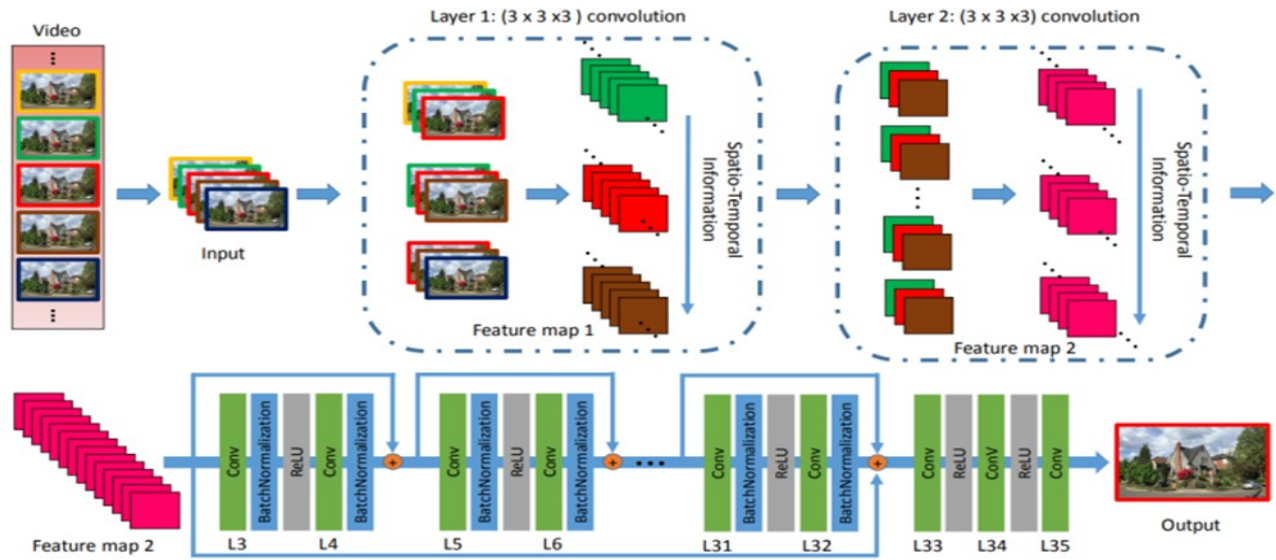 Video
Input
Layer 1: (3 x 3 x3 ) convolution
Spatio-Temporal
Information
Feature map 1
Layer 2: (3 x 3 x3) convolution
Spatio-Temporal
Information
Feature map 2
Feature map 2
Conv
BatchNormalization
ReLU
Conv
BatchNormalization
+
Conv
BatchNormalization
ReLU
Conv
BatchNormalization
+
Conv
BatchNormalization
ReLU
Conv
BatchNormalization
+
Conv
ReLU
ConV
ReLU
Conv
L3
L4
L5
L6
L31
L32
L33
L34
L35
Output